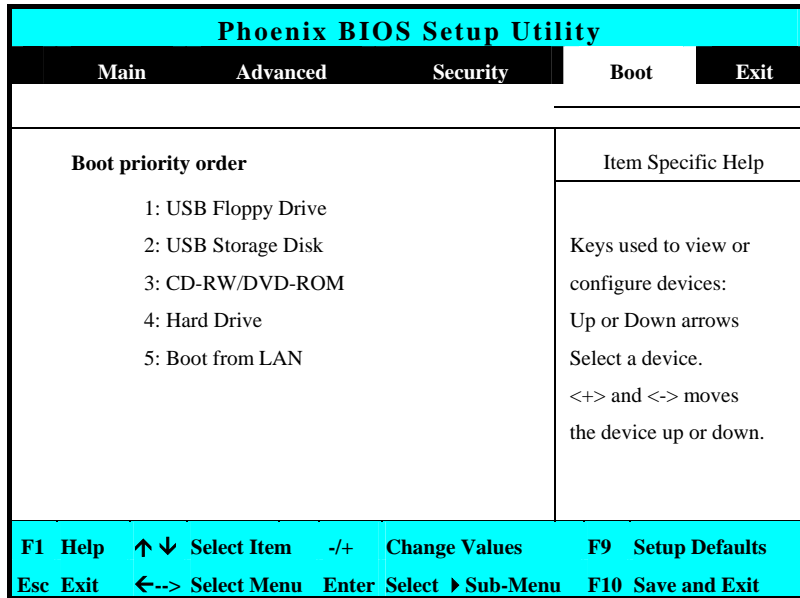 Phoenix BIOS Setup Utility
Main Advanced Security Boot Exit
Boot priority order
1: USB Floppy Drive
2: USB Storage Disk
3: CD-RW/DVD-ROM
4: Hard Drive
5: Boot from LAN
Item Specific Help
Keys used to view or
configure devices:
Up or Down arrows
Select a device.
<+> and <-> moves
the device up or down.
F1 Help ↑↓ Select Item -/+ Change Values F9 Setup Defaults
Esc Exit ←--> Select Menu Enter Select ▸ Sub-Menu F10 Save and Exit